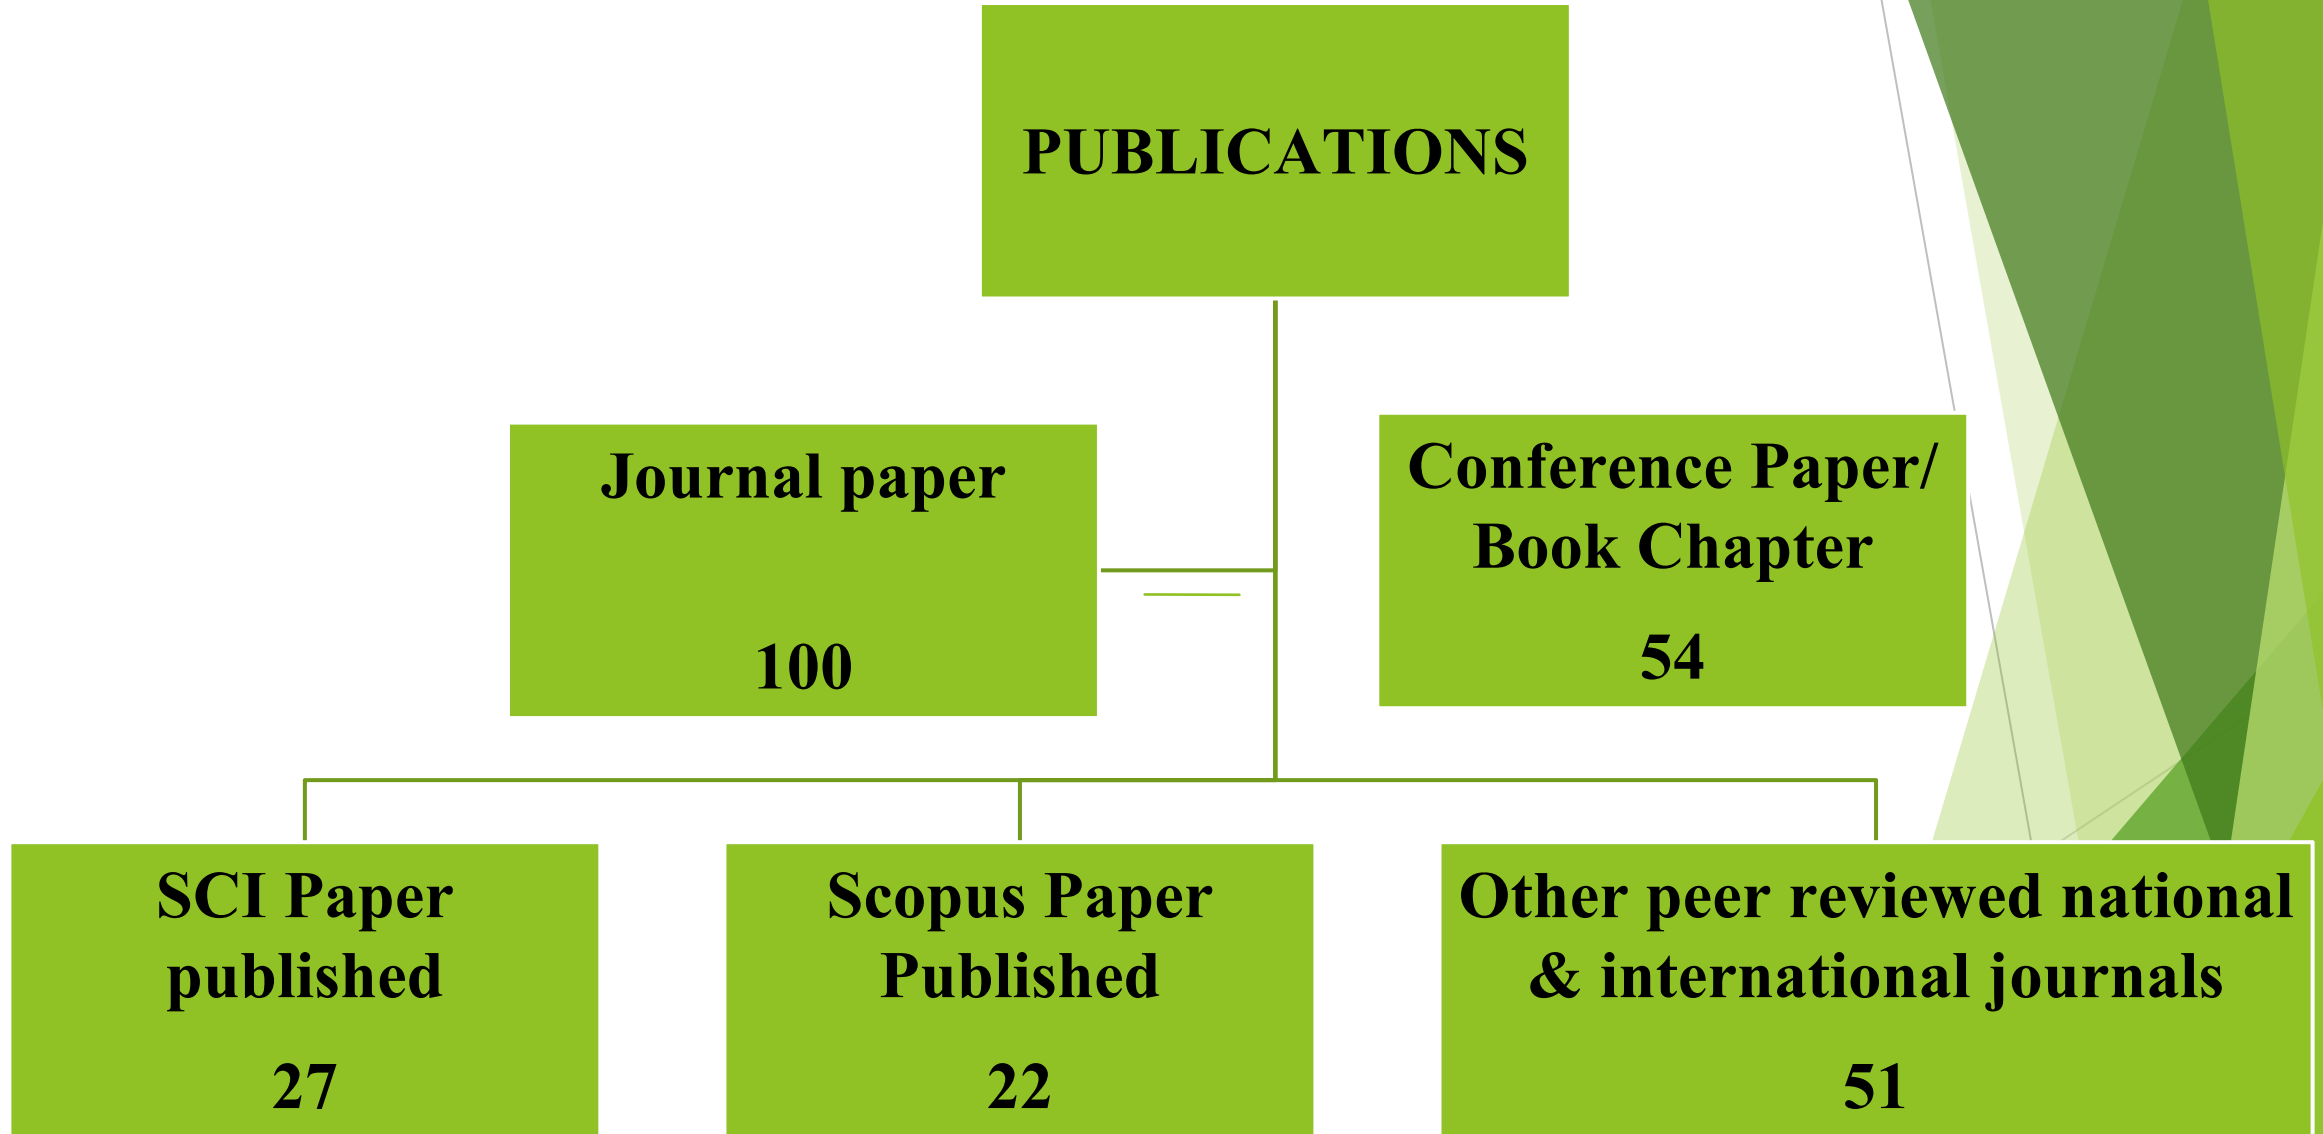 PUBLICATIONS
Journal paper
100
Conference Paper/
Book Chapter
54
SCI Paper
published
27
Scopus Paper
Published
22
Other peer reviewed national
& international journals
51